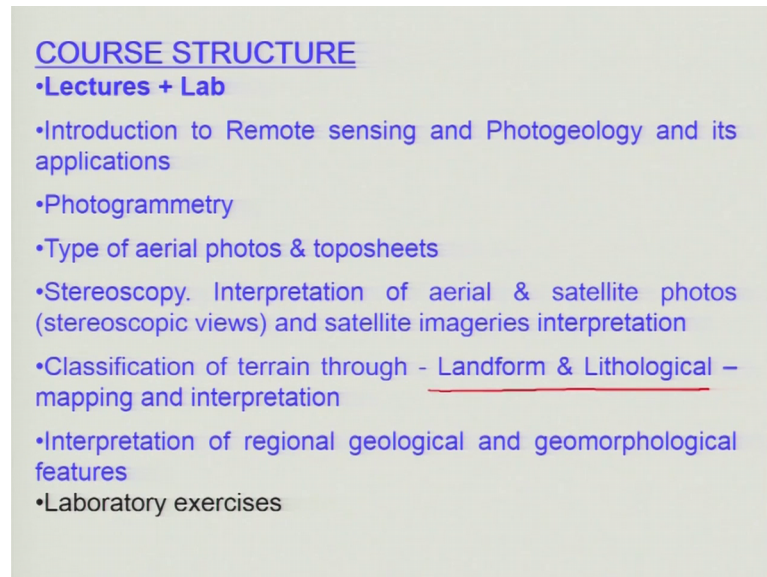 COURSE STRUCTURE
•Lectures + Lab
•Introduction to Remote sensing and Photogeology and its
applications
•Photogrammetry
•Type of aerial photos & toposheets
•Stereoscopy. Interpretation of aerial & satellite photos
(stereoscopic views) and satellite imageries interpretation
•Classification of terrain through - Landform & Lithological –
mapping and interpretation
•Interpretation of regional geological and geomorphological
features
•Laboratory exercises